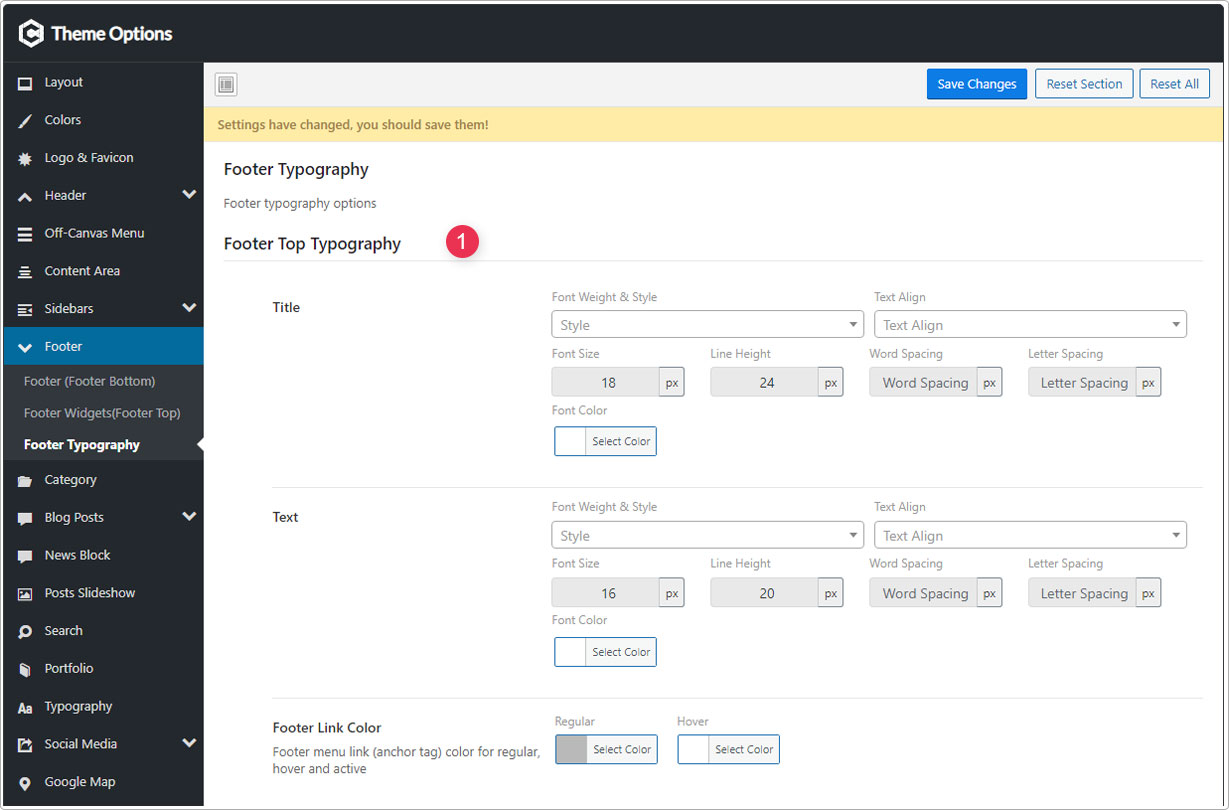 Theme Options
Layout
Colors
Logo & Favicon
Header
Off-Canvas Menu
Content Area
Sidebars
Footer
Footer (Footer Bottom)
Footer Widgets(Footer Top)
Footer Typography
Category
Blog Posts
News Block
Posts Slideshow
Search
Portfolio
Aa Typography
Social Media
Google Map
Save Changes Reset Section Reset All
Settings have changed, you should save them!
Footer Typography
Footer typography options
Footer Top Typography 1
Title
Font Weight & Style Text Align
Style Text Align
Font Size Line Height Word Spacing Letter Spacing
18 px 24 px Word Spacing px Letter Spacing px
Font Color
Select Color
Text
Font Weight & Style Text Align
Style Text Align
Font Size Line Height Word Spacing Letter Spacing
16 px 20 px Word Spacing px Letter Spacing px
Font Color
Select Color
Footer Link Color
Footer menu link (anchor tag) color for regular,
hover and active
Regular Hover
Select Color Select Color